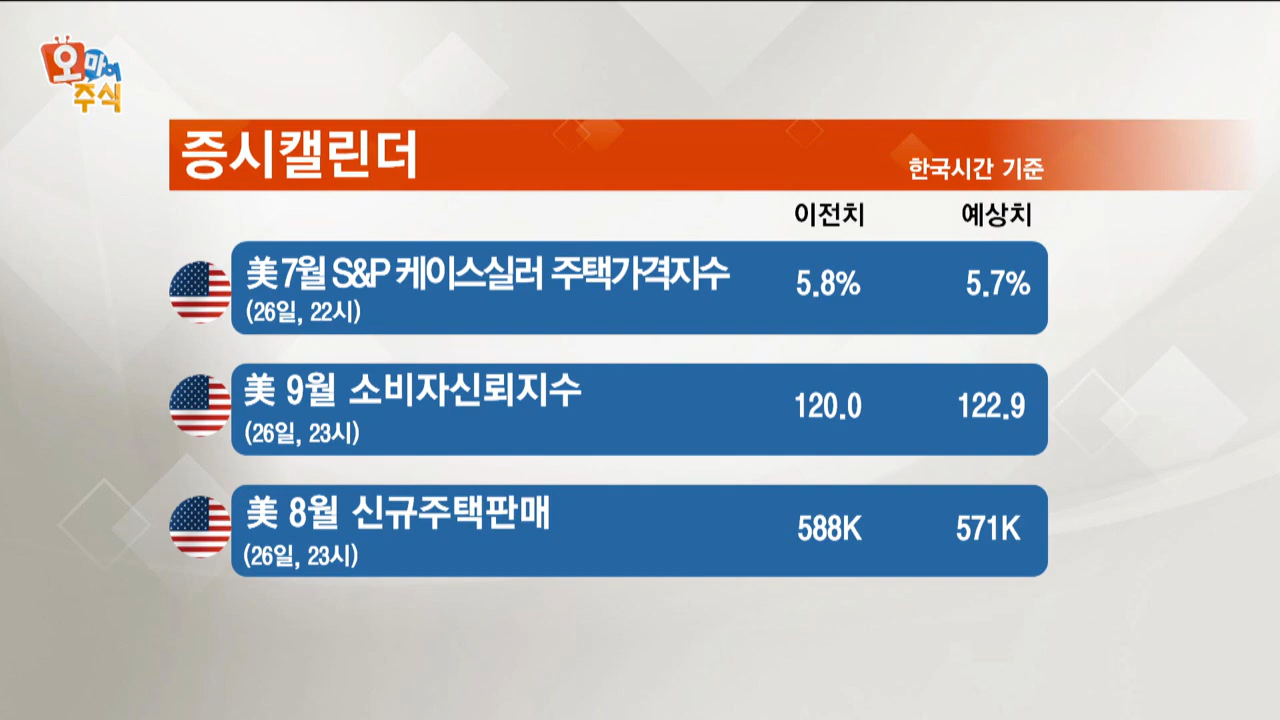 오마이
주식
증시캘린더
한국시간 기준
이전치 예상치
美 7월 S&P 케이스실러 주택가격지수 5.8% 5.7%
(26일, 22시)
美 9월 소비자신뢰지수 120.0 122.9
(26일, 23시)
美 8월 신규주택판매 588K 571K
(26일, 23시)